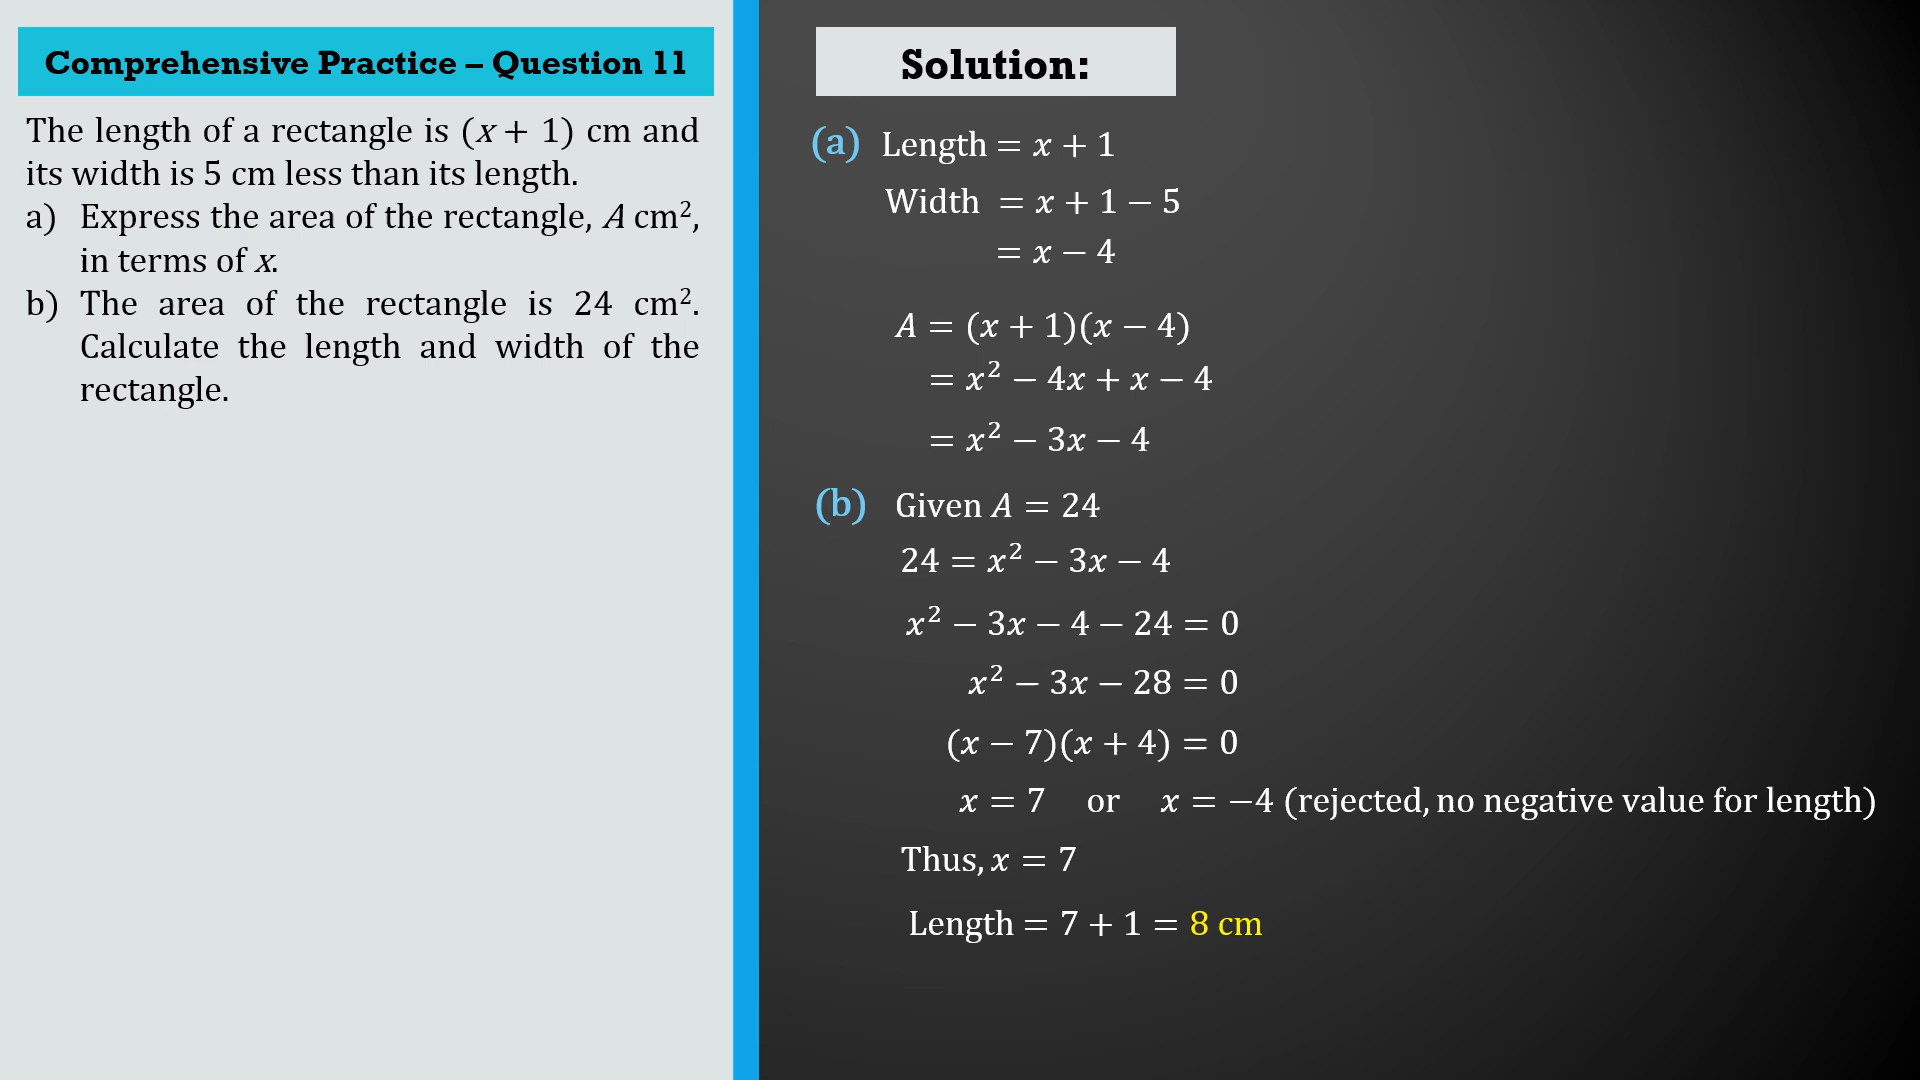 Comprehensive Practice – Question 11
The length of a rectangle is (x + 1) cm and
its width is 5 cm less than its length.
a) Express the area of the rectangle, A cm²,
in terms of x.
b) The area of the rectangle is 24 cm².
Calculate the length and width of the
rectangle.
Solution:
(a) Length = x + 1
Width = x + 1 − 5
= x − 4
A = (x + 1)(x − 4)
= x² − 4x + x − 4
= x² − 3x − 4
(b) Given A = 24
24 = x² − 3x − 4
x² − 3x − 4 − 24 = 0
x² − 3x − 28 = 0
(x − 7)(x + 4) = 0
x = 7 or x = −4 (rejected, no negative value for length)
Thus, x = 7
Length = 7 + 1 = 8 cm